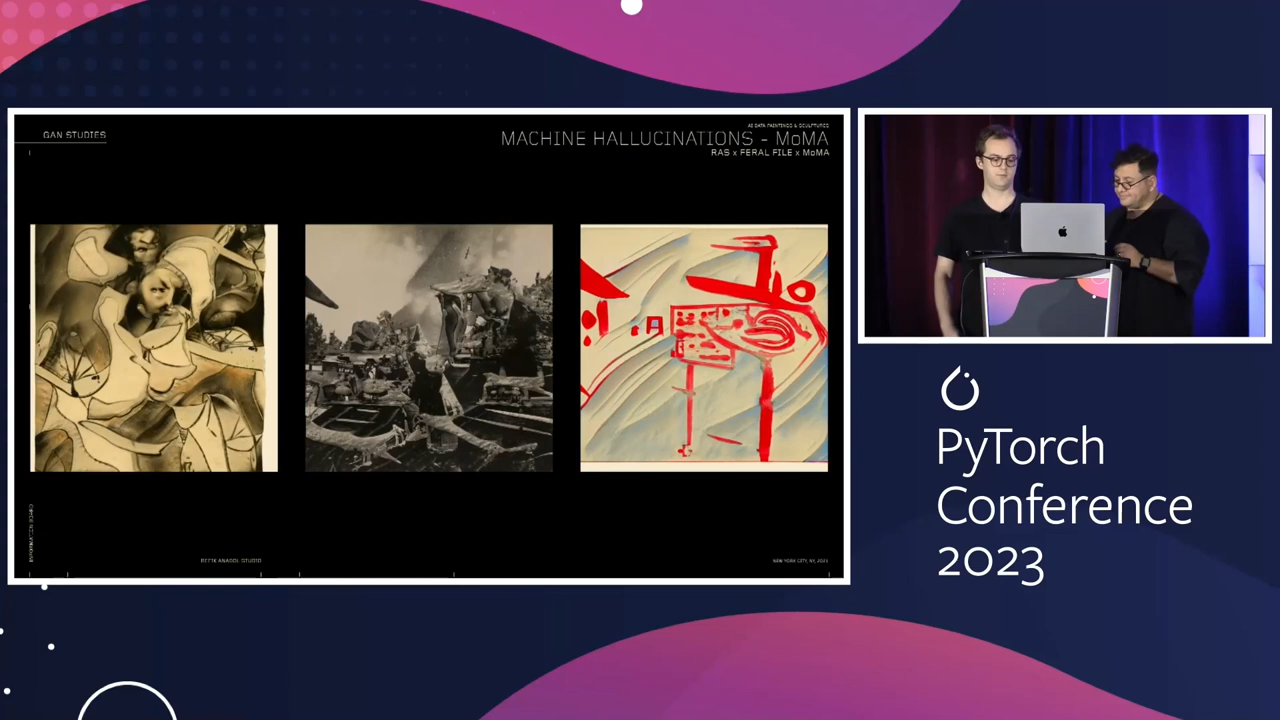 GAN STUDIES
AI DATA PAINTINGS & SCULPTURES
MACHINE HALLUCINATIONS - MoMA
RAS x FERAL FILE x MoMA
REFIK ANADOL STUDIO
NEW YORK CITY, NY, 2021
PyTorch
Conference
2023